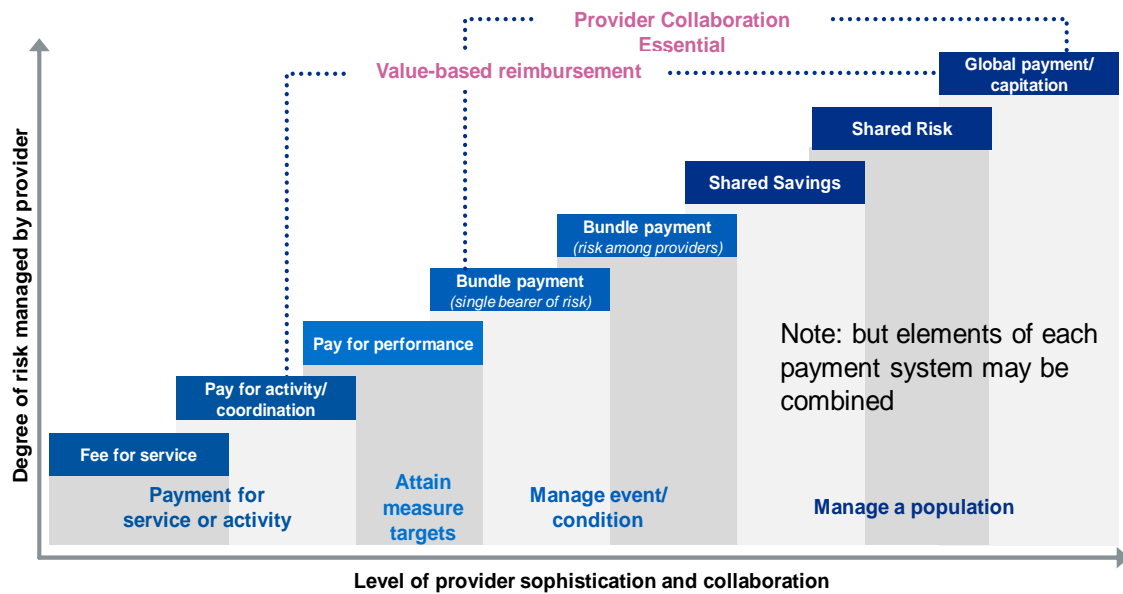 Provider Collaboration
Essential
Value-based reimbursement
Global payment/
capitation
Shared Risk
Shared Savings
Bundle payment
(risk among providers)
Bundle payment
(single bearer of risk)
Pay for performance
Pay for activity/
coordination
Fee for service
Note: but elements of each
payment system may be
combined
Payment for
service or activity
Attain
measure
targets
Manage event/
condition
Manage a population
Degree of risk managed by provider
Level of provider sophistication and collaboration